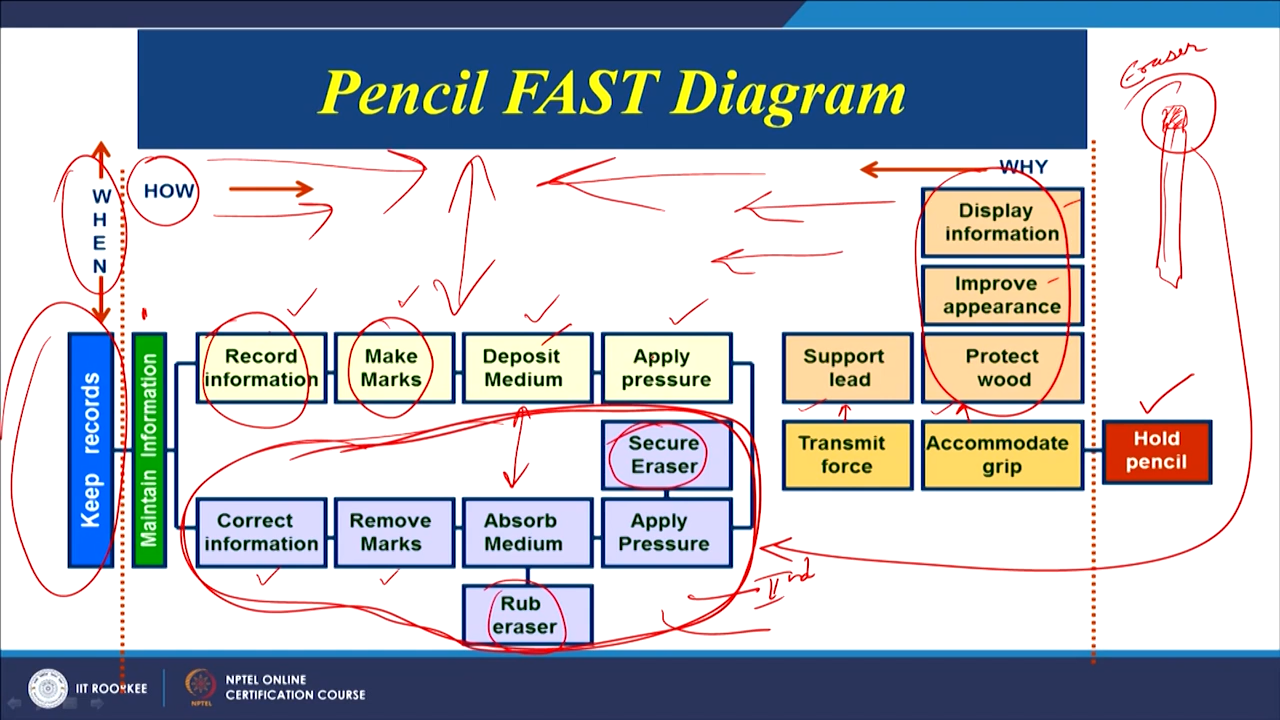 Pencil FAST Diagram
Eraser
WHEN
HOW
WHY
Display
information
Improve
appearance
Keep records
Maintain Information
Record
information
Make
Marks
Deposit
Medium
Apply
pressure
Support
lead
Protect
wood
Secure
Eraser
Transmit
force
Accommodate
grip
Hold
pencil
Correct
information
Remove
Marks
Absorb
Medium
Apply
Pressure
IInd
Rub
eraser
IIT ROORKEE
NPTEL
NPTEL ONLINE
CERTIFICATION COURSE